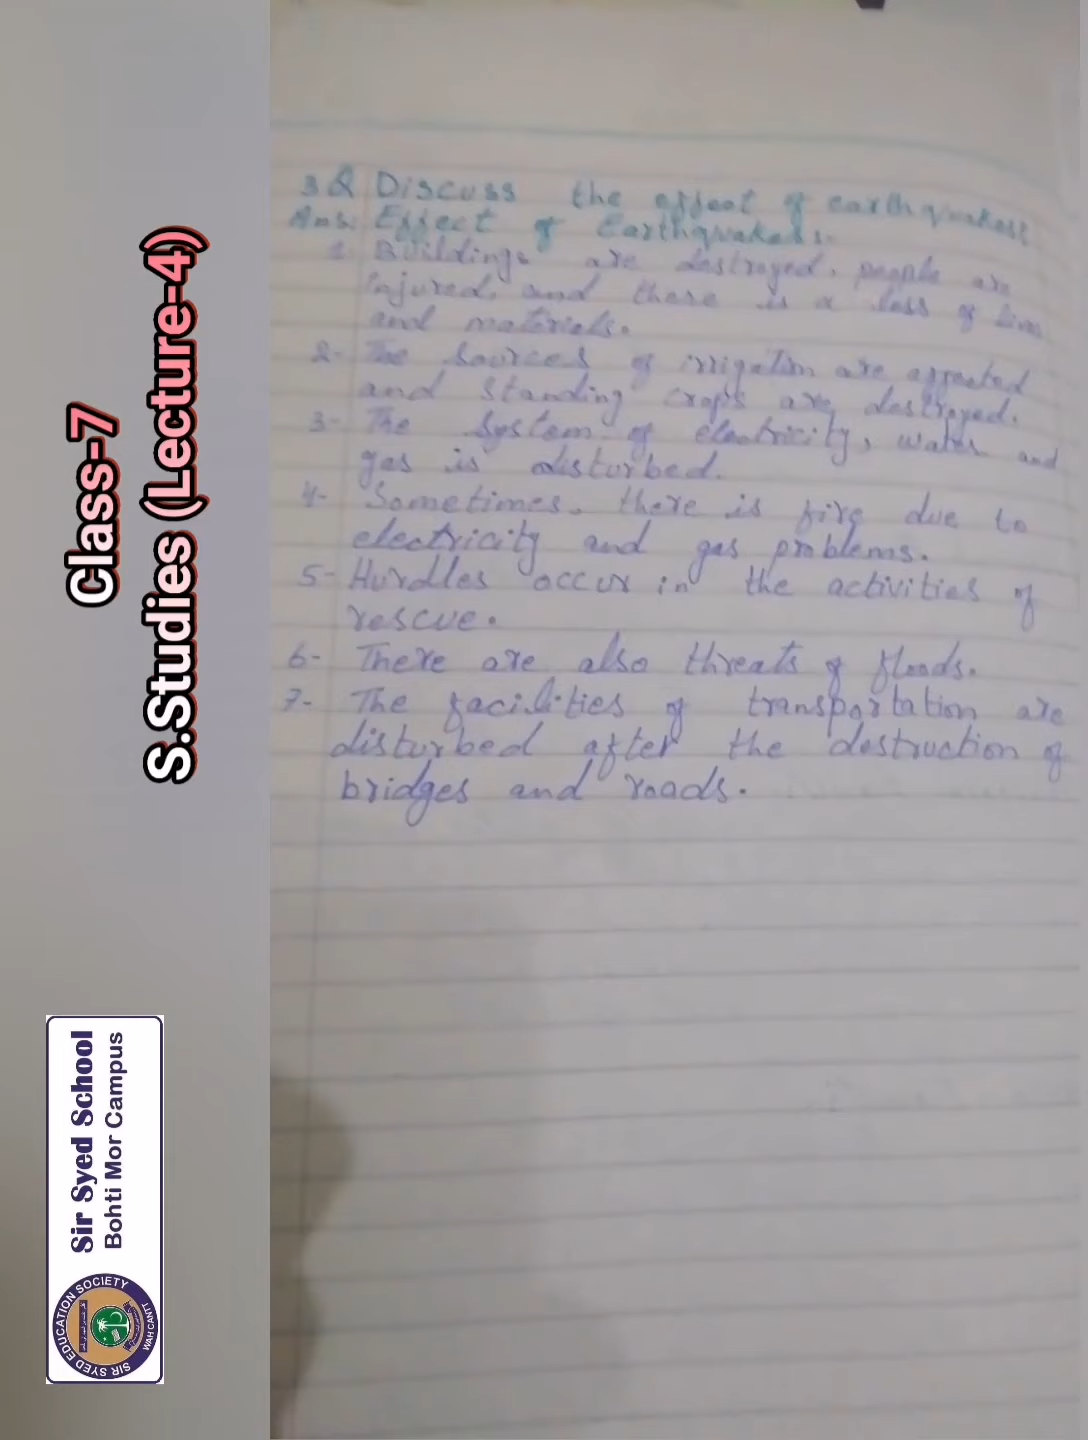 Class-7
S.Studies (Lecture-4)
Sir Syed School
Bohti Mor Campus
SIR SYED EDUCATION SOCIETY
WAH CANTT
3 Q Discuss the effect of earthquakes?
Ans: Effect of Earthquakes:
1. Buildings are destroyed, people are
injured, and there is a loss of lives
and materials.
2- The sources of irrigation are affected
and standing crops are destroyed.
3- The system of electricity, water and
gas is disturbed.
4- Sometimes, there is fire due to
electricity and gas problems.
5- Hurdles occur in the activities of
rescue.
6- There are also threats of floods.
7- The facilities of transportation are
disturbed after the destruction of
bridges and roads.